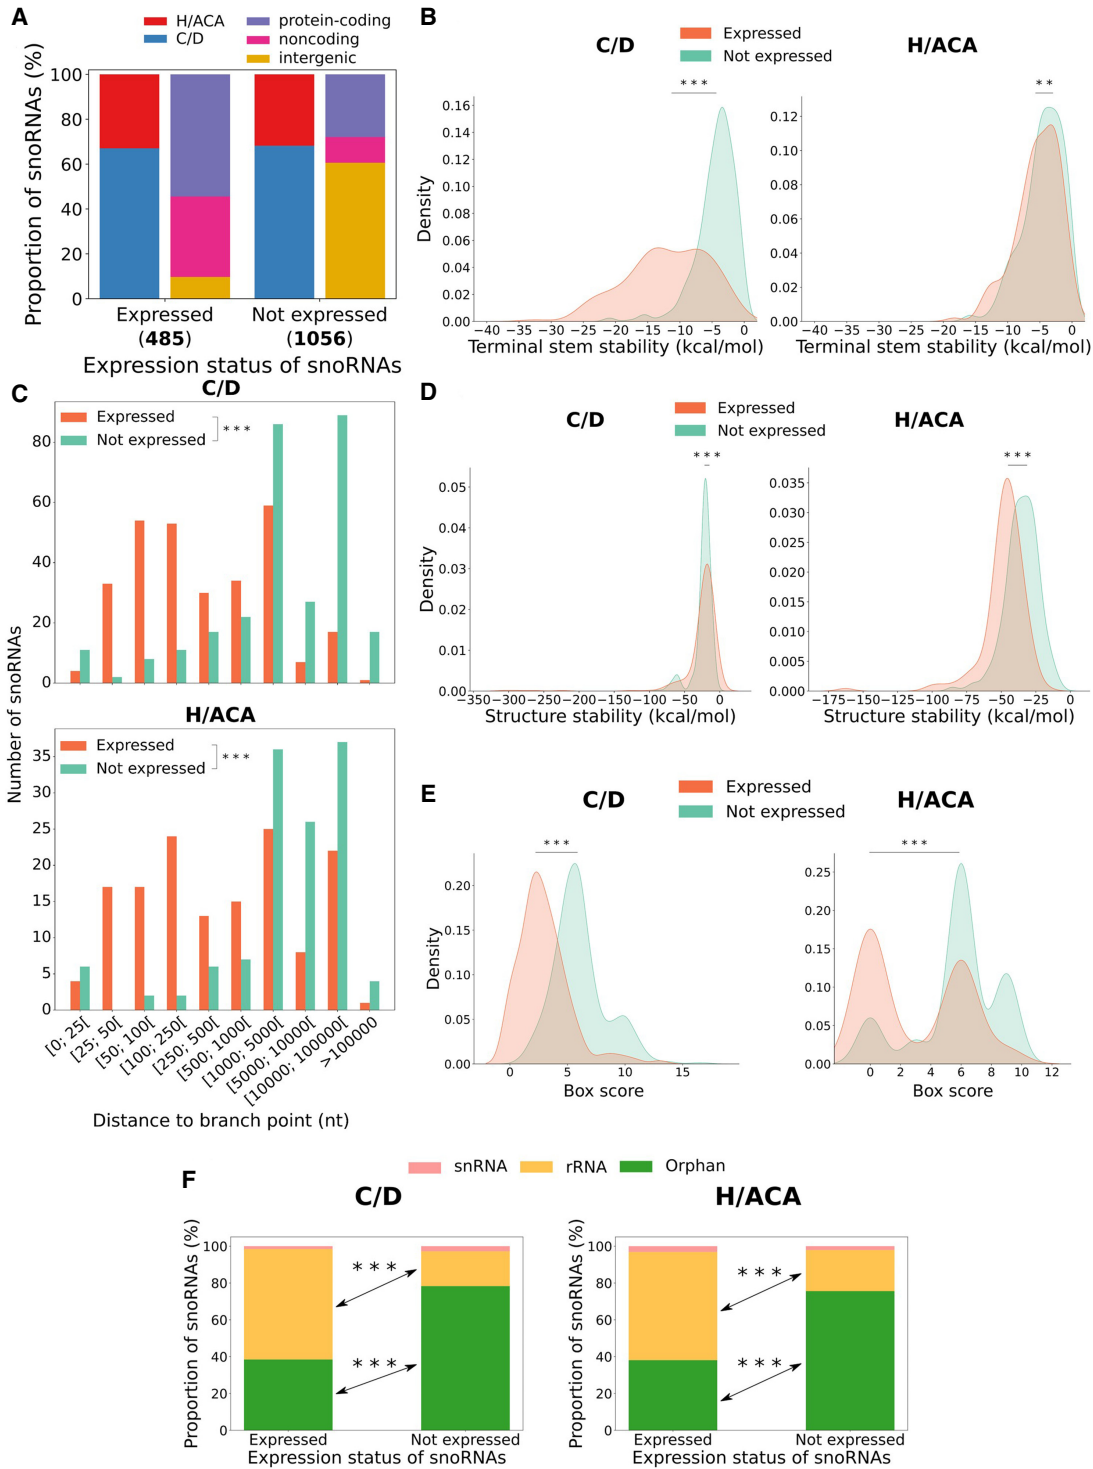 A
H/ACA
C/D
protein-coding
noncoding
intergenic
Proportion of snoRNAs (%)
100
80
60
40
20
0
Expressed
(485)
Not expressed
(1056)
Expression status of snoRNAs
B
Expressed
Not expressed
C/D
H/ACA
***
**
Density
0.16
0.14
0.12
0.10
0.08
0.06
0.04
0.02
0.00
−40 −35 −30 −25 −20 −15 −10 −5 0
Terminal stem stability (kcal/mol)
0.12
0.10
0.08
0.06
0.04
0.02
0.00
−40 −35 −30 −25 −20 −15 −10 −5 0
Terminal stem stability (kcal/mol)
C
C/D
Expressed
Not expressed
***
80
60
40
20
0
H/ACA
Expressed
Not expressed
***
Number of snoRNAs
35
30
25
20
15
10
5
0
[0; 25[
[25; 50[
[50; 100[
[100; 250[
[250; 500[
[500; 1000[
[1000; 5000[
[5000; 10000[
[10000; 100000[
>100000
Distance to branch point (nt)
D
Expressed
Not expressed
C/D
H/ACA
***
***
Density
0.05
0.04
0.03
0.02
0.01
0.00
−350 −300 −250 −200 −150 −100 −50 0
Structure stability (kcal/mol)
0.035
0.030
0.025
0.020
0.015
0.010
0.005
0.000
−175 −150 −125 −100 −75 −50 −25 0
Structure stability (kcal/mol)
E
Expressed
Not expressed
C/D
H/ACA
***
***
Density
0.20
0.15
0.10
0.05
0.00
0 5 10 15
Box score
0.25
0.20
0.15
0.10
0.05
0.00
0 2 4 6 8 10 12
Box score
F
snRNA
rRNA
Orphan
C/D
H/ACA
Proportion of snoRNAs (%)
100
80
60
40
20
0
***
***
Expressed
Not expressed
Expression status of snoRNAs
Proportion of snoRNAs (%)
100
80
60
40
20
0
***
***
Expressed
Not expressed
Expression status of snoRNAs